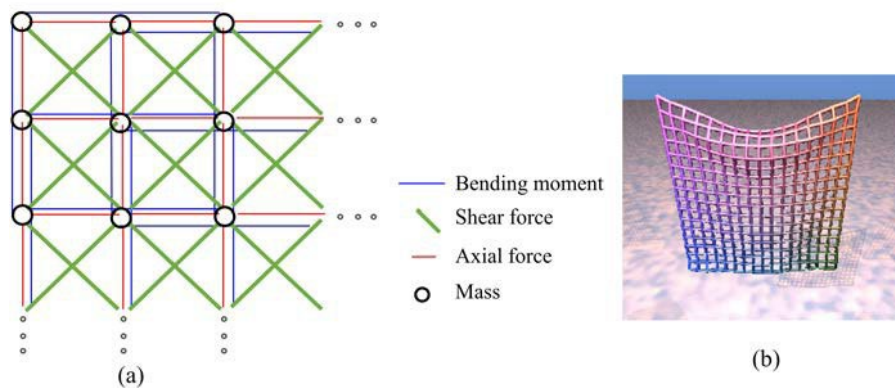 Bending moment
Shear force
Axial force
Mass
(a)
(b)